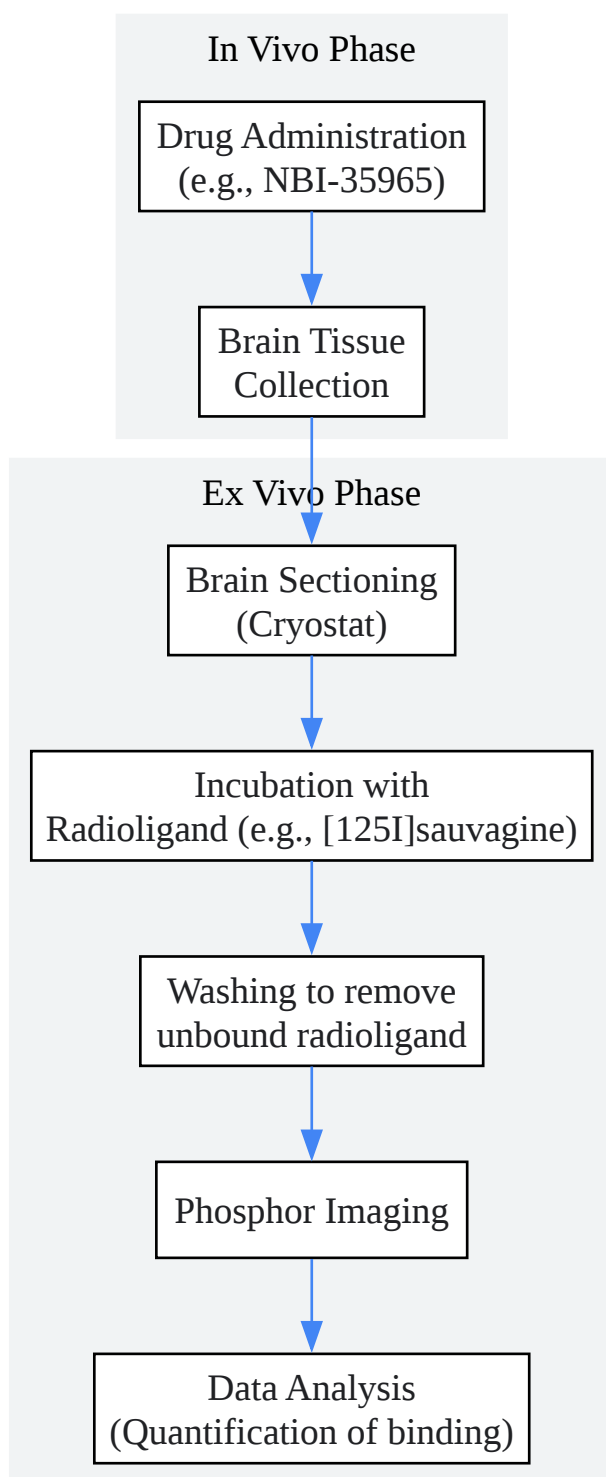 In Vivo Phase
Drug Administration
(e.g., NBI-35965)
Brain Tissue
Collection
Ex Vivo Phase
Brain Sectioning
(Cryostat)
Incubation with
Radioligand (e.g., [125I]sauvagine)
Washing to remove
unbound radioligand
Phosphor Imaging
Data Analysis
(Quantification of binding)